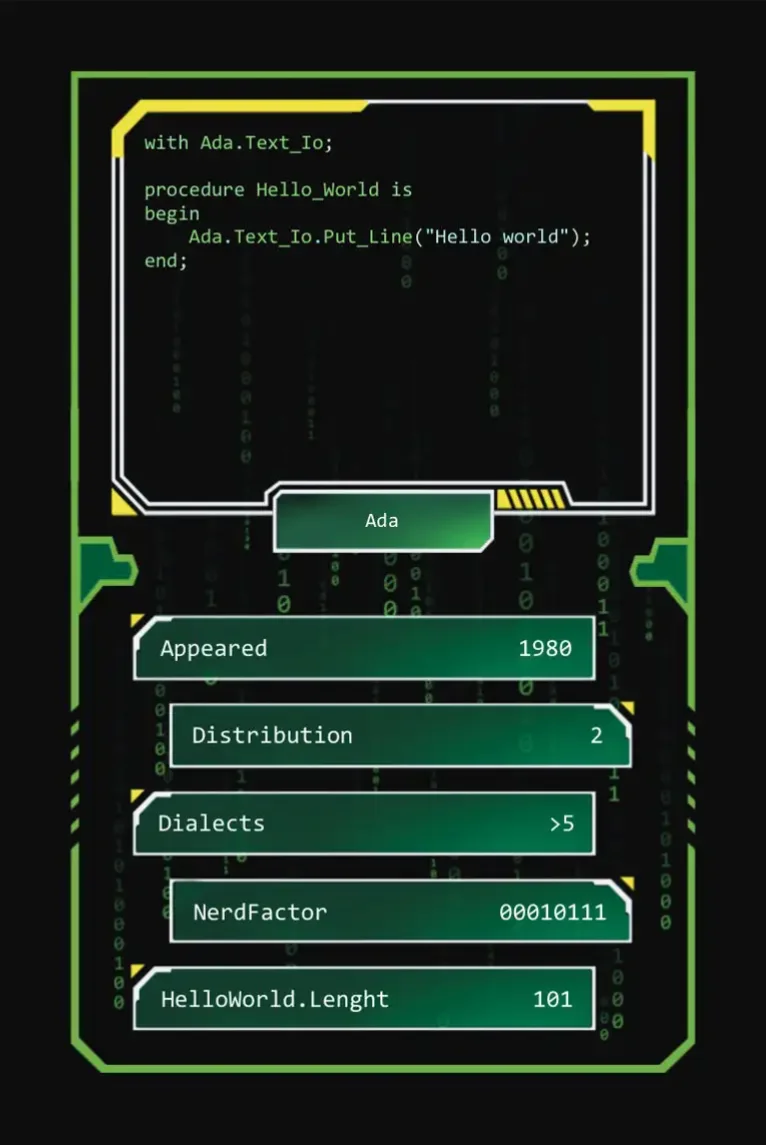 with Ada.Text_Io;
procedure Hello_World is
begin
    Ada.Text_Io.Put_Line("Hello world");
end;
Ada
Appeared 1980
Distribution 2
Dialects >5
NerdFactor 00010111
HelloWorld.Lenght 101